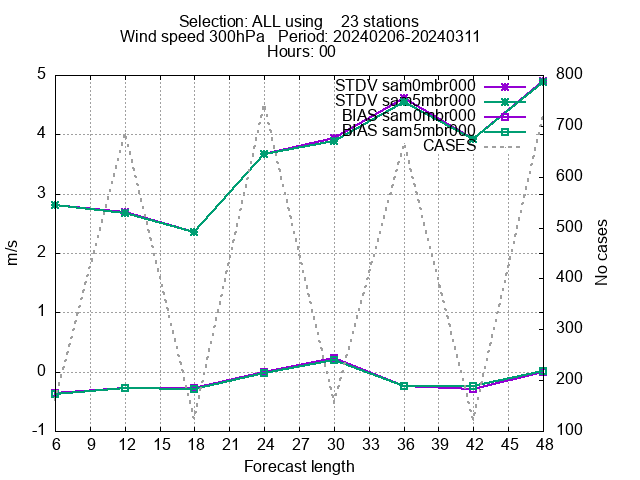 Selection: ALL using    23 stations
Wind speed 300hPa   Period: 20240206-20240311
Hours: 00
STDV sam0mbr000
STDV sam5mbr000
BIAS sam0mbr000
BIAS sam5mbr000
CASES
5
4
3
2
1
0
-1
m/s
800
700
600
500
400
300
200
100
No cases
6 9 12 15 18 21 24 27 30 33 36 39 42 45 48
Forecast length